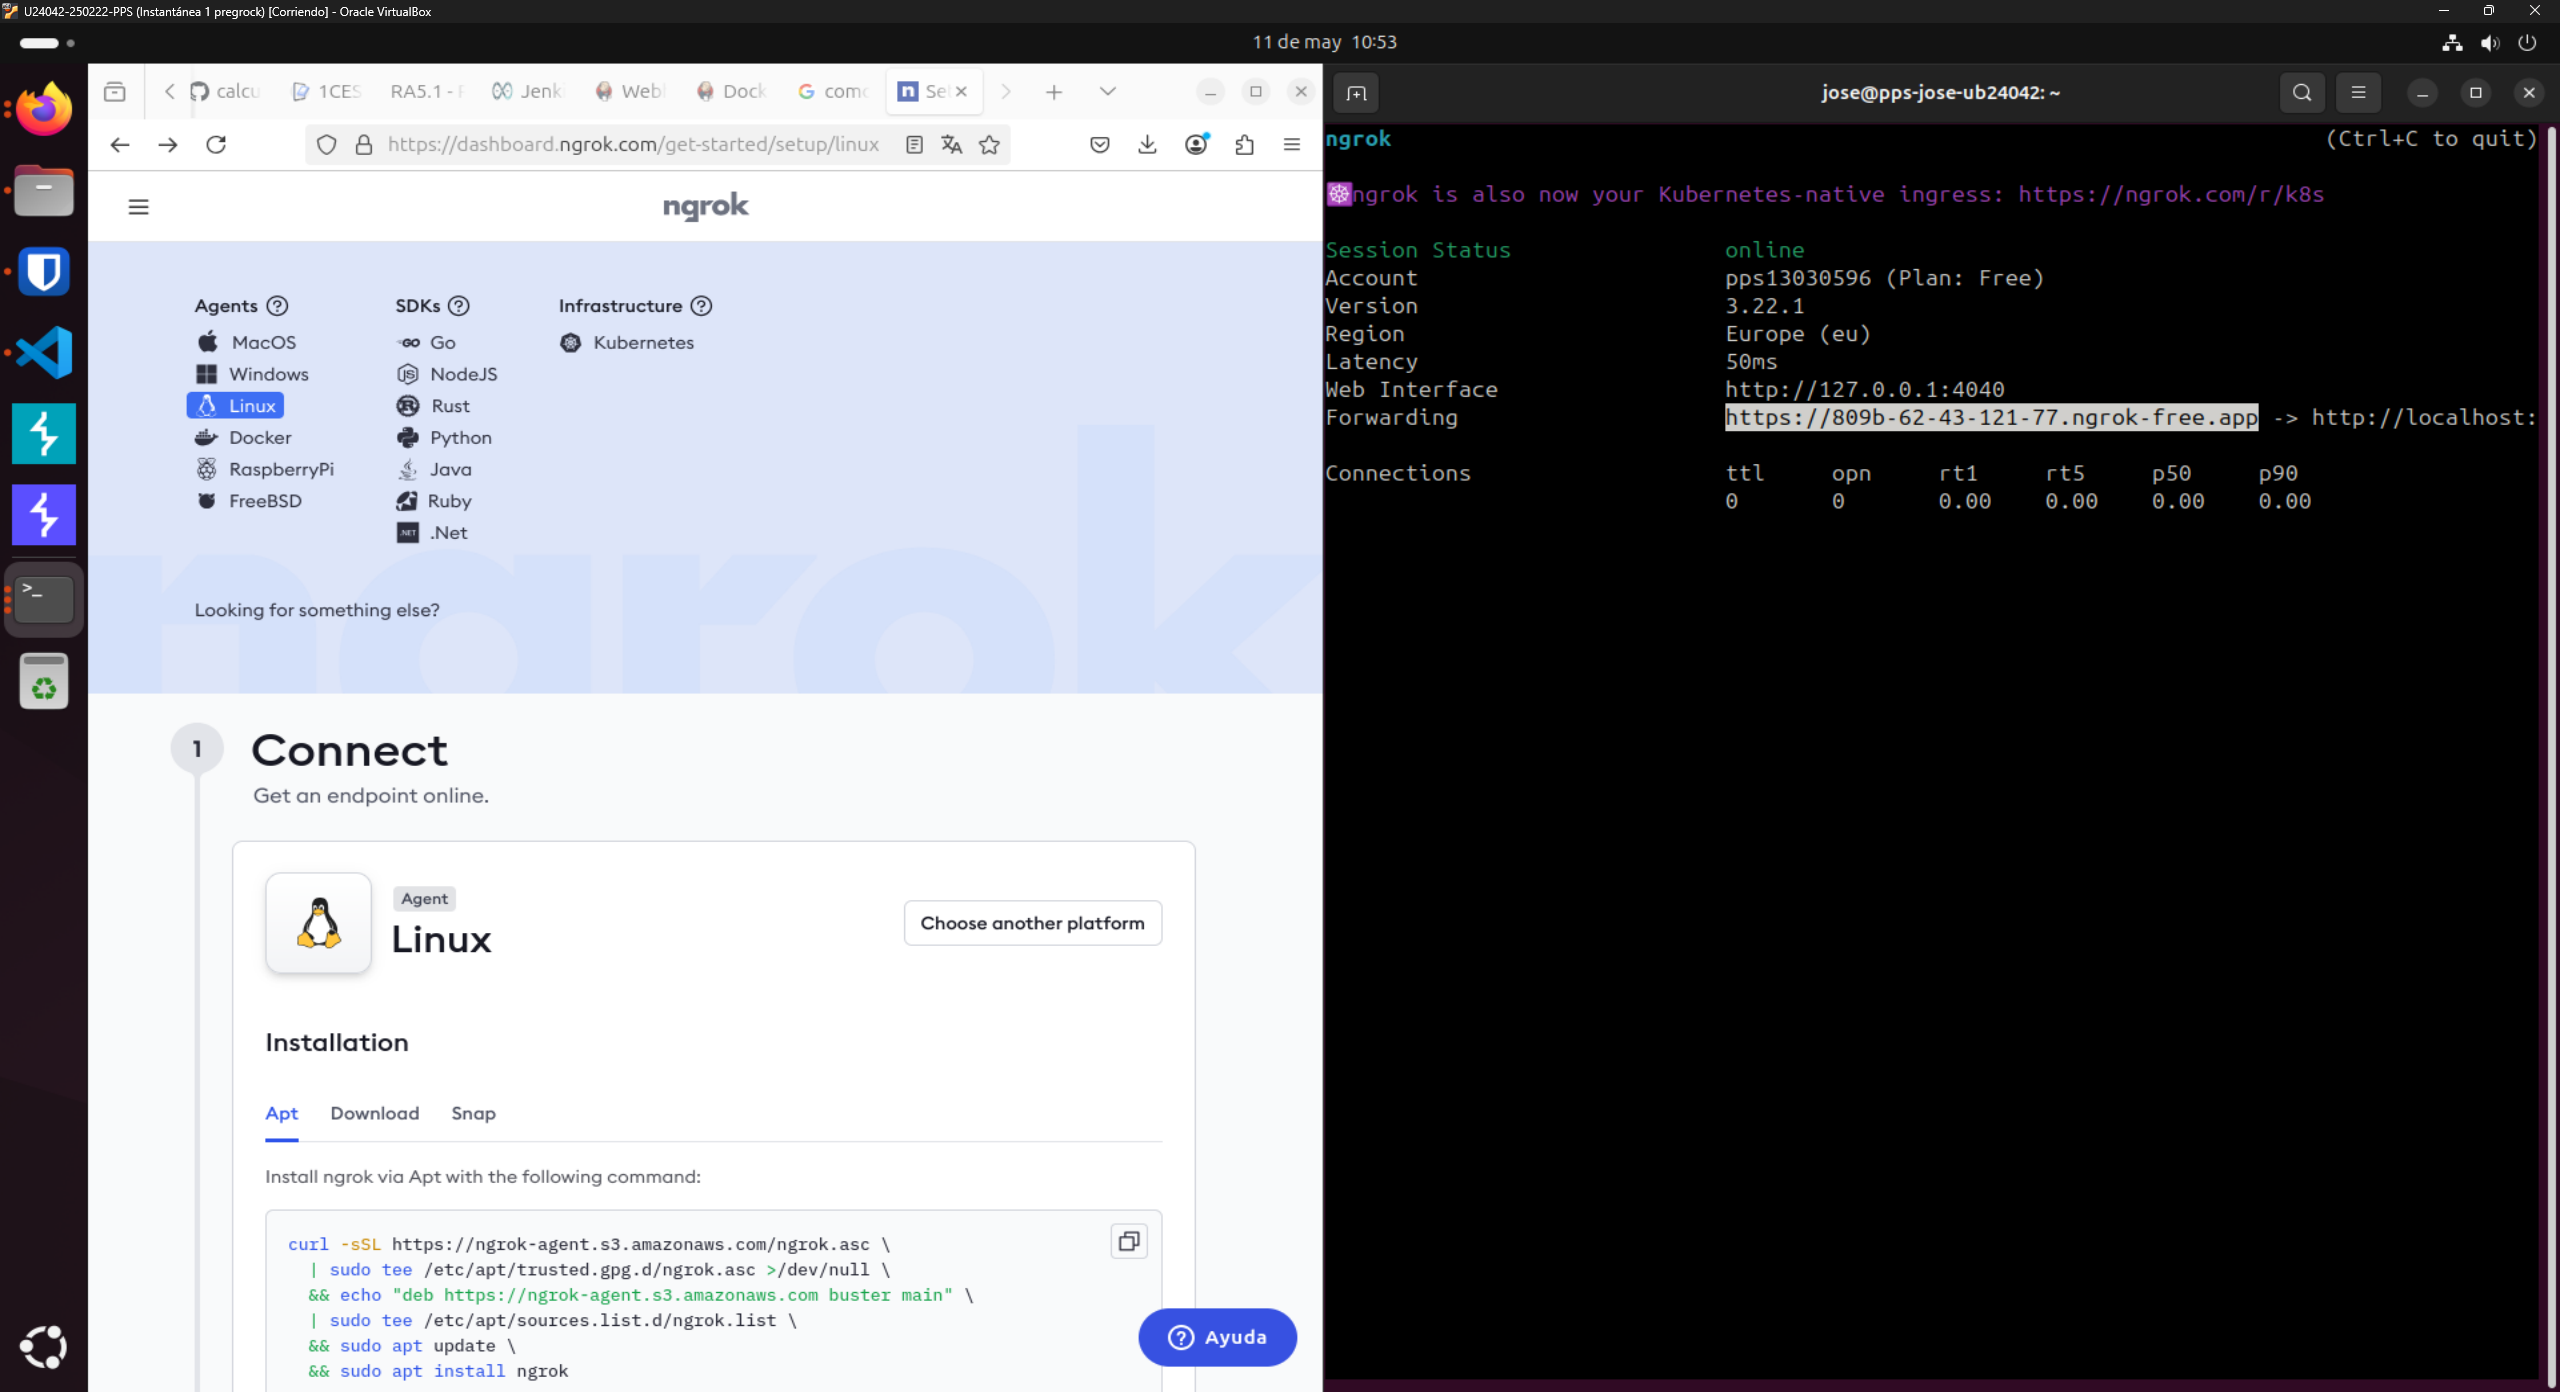 U24042-250222-PPS (Instantánea 1 pregrock) [Corriendo] - Oracle VirtualBox
11 de may 10:53
calcu
1CES
RA5.1 - F
Jenki
Webl
Dock
como
Se
https://dashboard.ngrok.com/get-started/setup/linux
ngrok
Agents
MacOS
Windows
Linux
Docker
RaspberryPi
FreeBSD
SDKs
Go
NodeJS
Rust
Python
Java
Ruby
.Net
Infrastructure
Kubernetes
Looking for something else?
ngrok
1
Connect
Get an endpoint online.
Agent
Linux
Choose another platform
Installation
Apt Download Snap
Install ngrok via Apt with the following command:
curl -sSL https://ngrok-agent.s3.amazonaws.com/ngrok.asc \
| sudo tee /etc/apt/trusted.gpg.d/ngrok.asc >/dev/null \
&& echo "deb https://ngrok-agent.s3.amazonaws.com buster main" \
| sudo tee /etc/apt/sources.list.d/ngrok.list \
&& sudo apt update \
&& sudo apt install ngrok
Ayuda
jose@pps-jose-ub24042: ~
ngrok (Ctrl+C to quit)
ngrok is also now your Kubernetes-native ingress: https://ngrok.com/r/k8s
Session Status online
Account pps13030596 (Plan: Free)
Version 3.22.1
Region Europe (eu)
Latency 50ms
Web Interface http://127.0.0.1:4040
Forwarding https://809b-62-43-121-77.ngrok-free.app -> http://localhost:
Connections ttl opn rt1 rt5 p50 p90
0 0 0.00 0.00 0.00 0.00